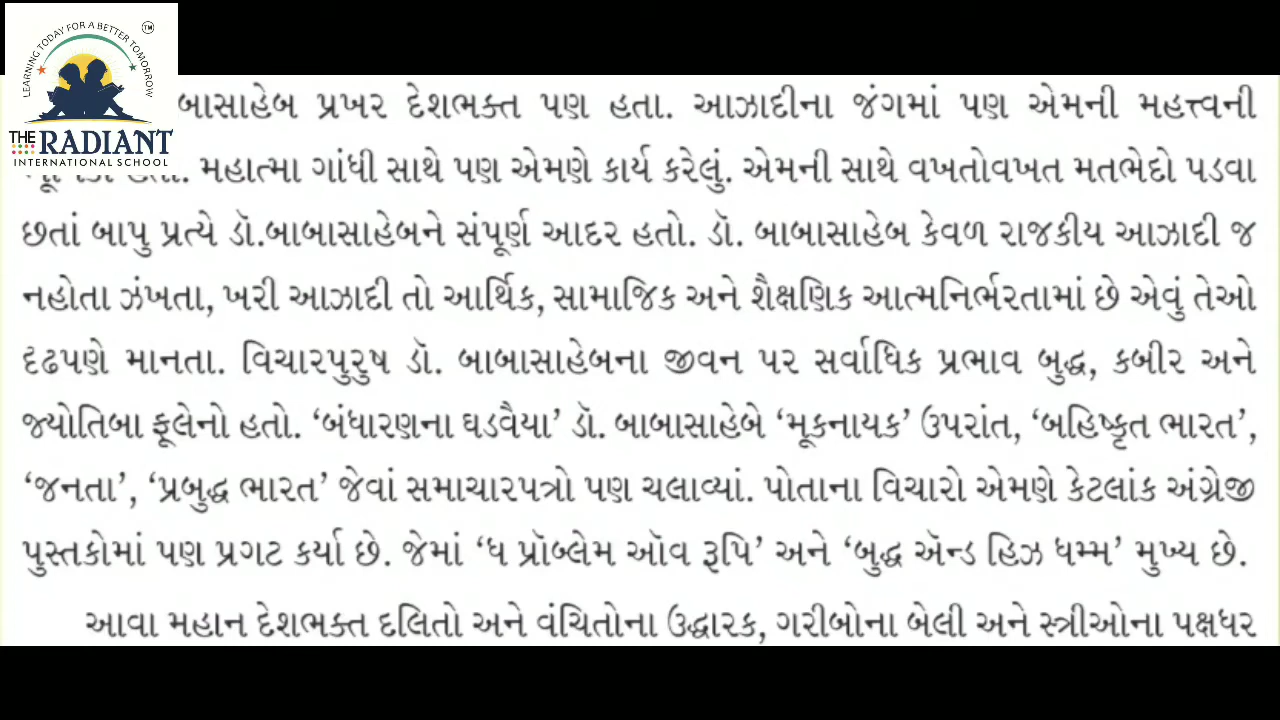 LEARNING TODAY FOR A BETTER TOMORROW
TM
THE RADIANT
INTERNATIONAL SCHOOL
બાસાહેબ પ્રખર દેશભક્ત પણ હતા. આઝાદીના જંગમાં પણ એમની મહત્ત્વની
મહાત્મા ગાંધી સાથે પણ એમણે કાર્ય કરેલું. એમની સાથે વખતોવખત મતભેદો પડવા
છતાં બાપુ પ્રત્યે ડૉ.બાબાસાહેબને સંપૂર્ણ આદર હતો. ડૉ. બાબાસાહેબ કેવળ રાજકીય આઝાદી જ
નહોતા ઝંખતા, ખરી આઝાદી તો આર્થિક, સામાજિક અને શૈક્ષણિક આત્મનિર્ભરતામાં છે એવું તેઓ
દૃઢપણે માનતા. વિચારપુરુષ ડૉ. બાબાસાહેબના જીવન પર સર્વાધિક પ્રભાવ બુદ્ધ, કબીર અને
જ્યોતિબા ફૂલેનો હતો. ‘બંધારણના ઘડવૈયા’ ડૉ. બાબાસાહેબે ‘મૂકનાયક’ ઉપરાંત, ‘બહિષ્કૃત ભારત’,
‘જનતા’, ‘પ્રબુદ્ધ ભારત’ જેવાં સમાચારપત્રો પણ ચલાવ્યાં. પોતાના વિચારો એમણે કેટલાંક અંગ્રેજી
પુસ્તકોમાં પણ પ્રગટ કર્યા છે. જેમાં ‘ધ પ્રૉબ્લેમ ઑવ રૂપિ’ અને ‘બુદ્ધ ઍન્ડ હિઝ ધમ્મ’ મુખ્ય છે.
આવા મહાન દેશભક્ત દલિતો અને વંચિતોના ઉદ્ધારક, ગરીબોના બેલી અને સ્ત્રીઓના પક્ષધર